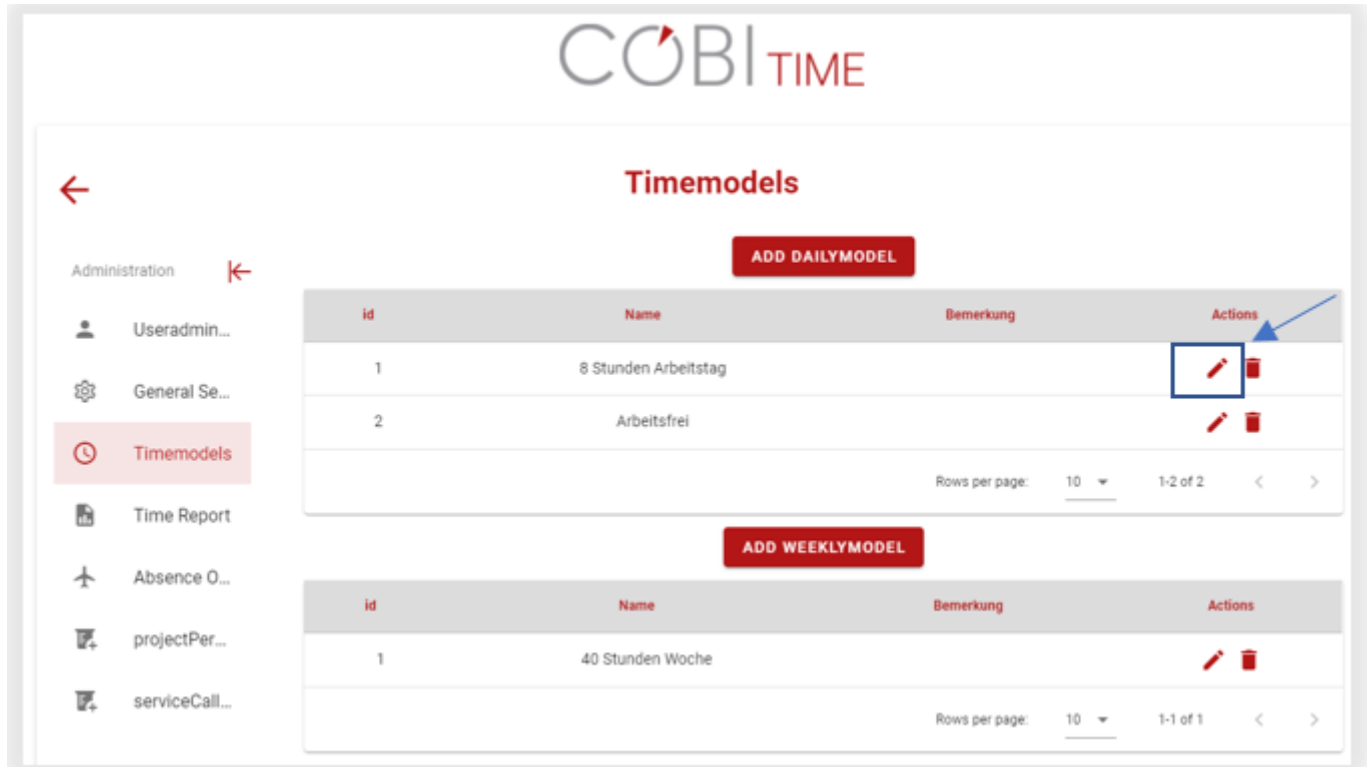 COBI TIME
Timemodels
ADD DAILYMODEL
Administration
Useradmin...
General Se...
Timemodels
Time Report
Absence O...
projectPer...
serviceCall...
id Name Bemerkung Actions
1 8 Stunden Arbeitstag
2 Arbeitsfrei
Rows per page: 10 1-2 of 2
ADD WEEKLYMODEL
id Name Bemerkung Actions
1 40 Stunden Woche
Rows per page: 10 1-1 of 1